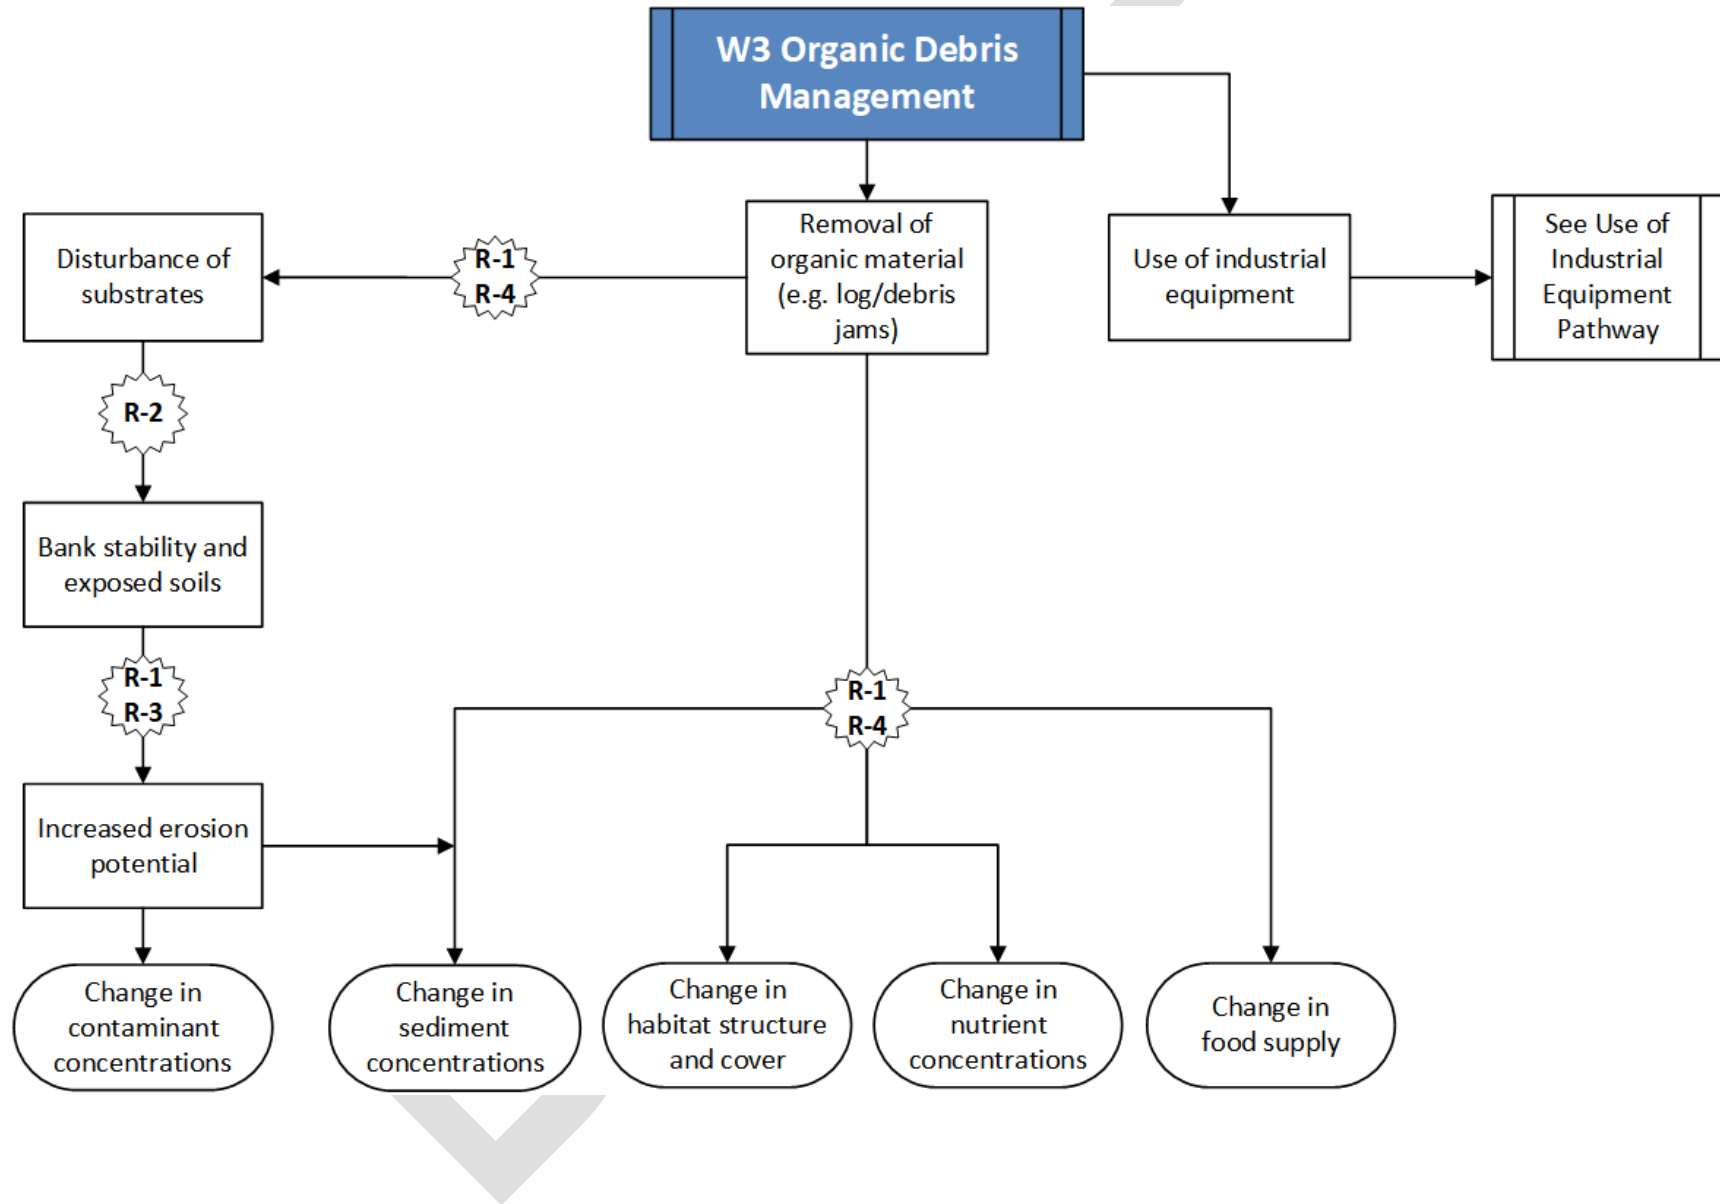 W3 Organic Debris
Management
Disturbance of
substrates
R-1
R-4
Removal of
organic material
(e.g. log/debris
jams)
Use of industrial
equipment
See Use of
Industrial
Equipment
Pathway
R-2
Bank stability and
exposed soils
R-1
R-3
R-1
R-4
Increased erosion
potential
Change in
contaminant
concentrations
Change in
sediment
concentrations
Change in
habitat structure
and cover
Change in
nutrient
concentrations
Change in
food supply